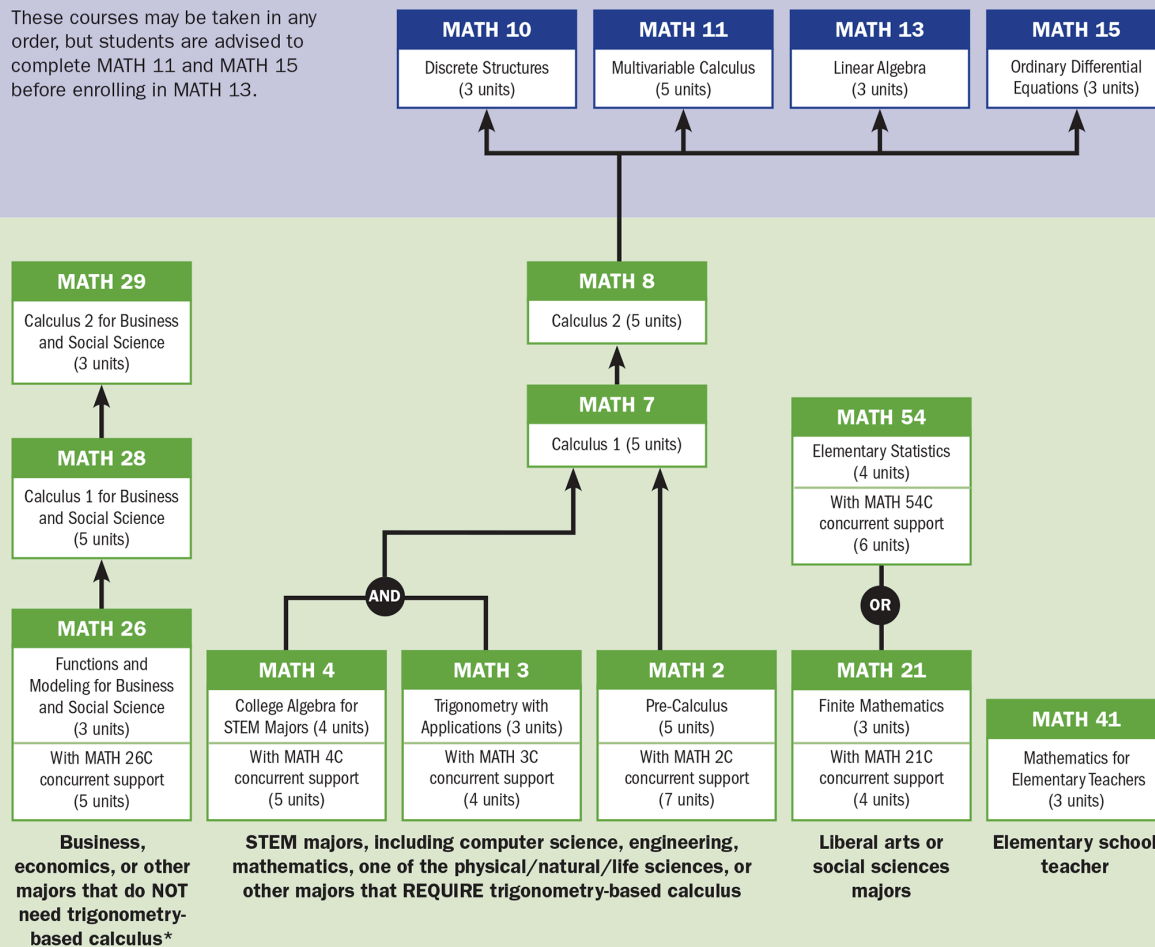 These courses may be taken in any
order, but students are advised to
complete MATH 11 and MATH 15
before enrolling in MATH 13.
MATH 10
Discrete Structures
(3 units)
MATH 11
Multivariable Calculus
(5 units)
MATH 13
Linear Algebra
(3 units)
MATH 15
Ordinary Differential
Equations (3 units)
MATH 29
Calculus 2 for Business
and Social Science
(3 units)
MATH 8
Calculus 2 (5 units)
MATH 7
Calculus 1 (5 units)
MATH 54
Elementary Statistics
(4 units)
With MATH 54C
concurrent support
(6 units)
MATH 28
Calculus 1 for Business
and Social Science
(5 units)
AND
OR
MATH 26
Functions and
Modeling for Business
and Social Science
(3 units)
With MATH 26C
concurrent support
(5 units)
MATH 4
College Algebra for
STEM Majors (4 units)
With MATH 4C
concurrent support
(5 units)
MATH 3
Trigonometry with
Applications (3 units)
With MATH 3C
concurrent support
(4 units)
MATH 2
Pre-Calculus
(5 units)
With MATH 2C
concurrent support
(7 units)
MATH 21
Finite Mathematics
(3 units)
With MATH 21C
concurrent support
(4 units)
MATH 41
Mathematics for
Elementary Teachers
(3 units)
Business,
economics, or other
majors that do NOT
need trigonometry-
based calculus*
STEM majors, including computer science, engineering,
mathematics, one of the physical/natural/life sciences, or
other majors that REQUIRE trigonometry-based calculus
Liberal arts or
social sciences
majors
Elementary school
teacher